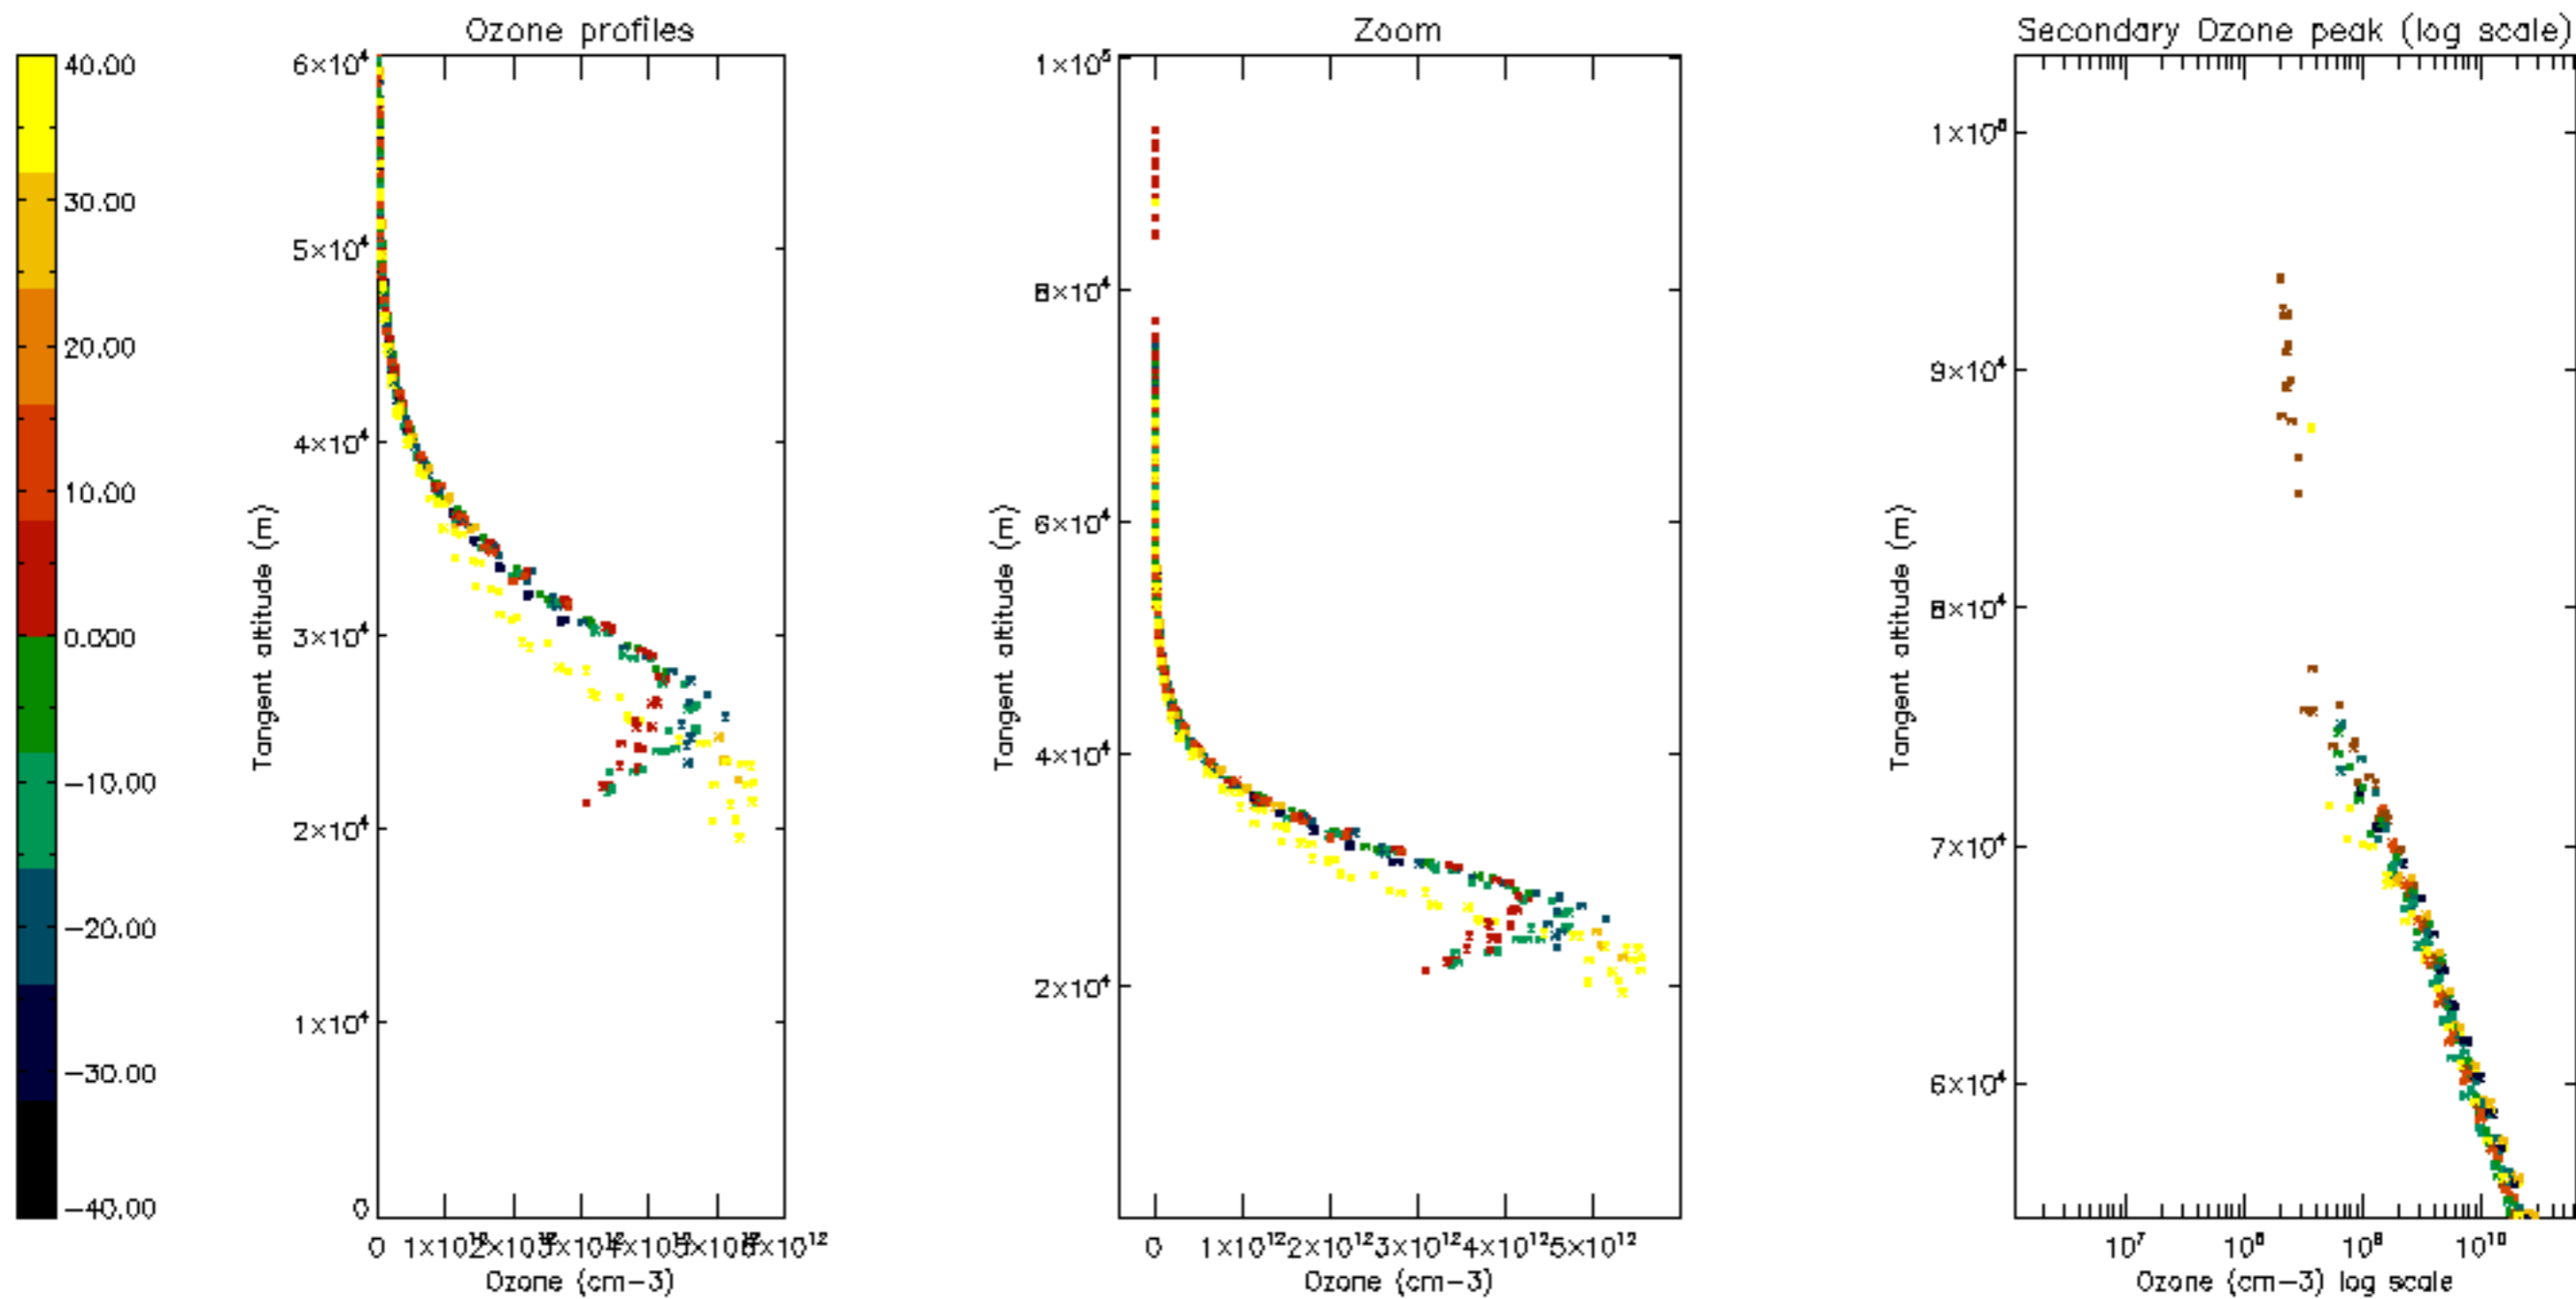 Ozone profiles
Zoom
Secondary Ozone peak (log scale)
40.00
30.00
20.00
10.00
−10.00
−20.00
−30.00
−40.00
Tangent altitude (m)
6×10⁴
5×10⁴
4×10⁴
3×10⁴
2×10⁴
1×10⁴
0
0
Ozone (cm−3)
Tangent altitude (m)
1×10⁵
8×10⁴
6×10⁴
4×10⁴
2×10⁴
0 1×10¹² 2×10¹² 3×10¹² 4×10¹² 5×10¹²
Ozone (cm−3)
Tangent altitude (m)
9×10⁴
8×10⁴
7×10⁴
6×10⁴
10⁷ 10⁸ 10⁹ 10¹⁰
Ozone (cm−3) log scale